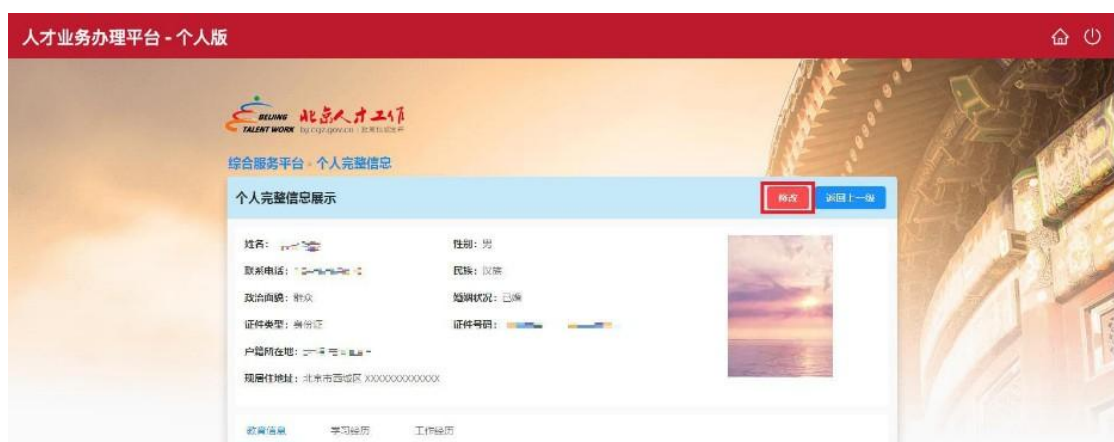 人才业务办理平台 - 个人版
BEIJING 北京人才工作
TALENT WORK
综合服务平台 - 个人完整信息
个人完整信息展示 修改 返回上一级
姓名： 性别：男
联系电话： 民族：汉族
政治面貌：群众 婚姻状况：已婚
证件类型：身份证 证件号码：
户籍所在地：
现居住地址：北京市西城区 XXXXXXXXXXXXX
教育信息 学习经历 工作经历